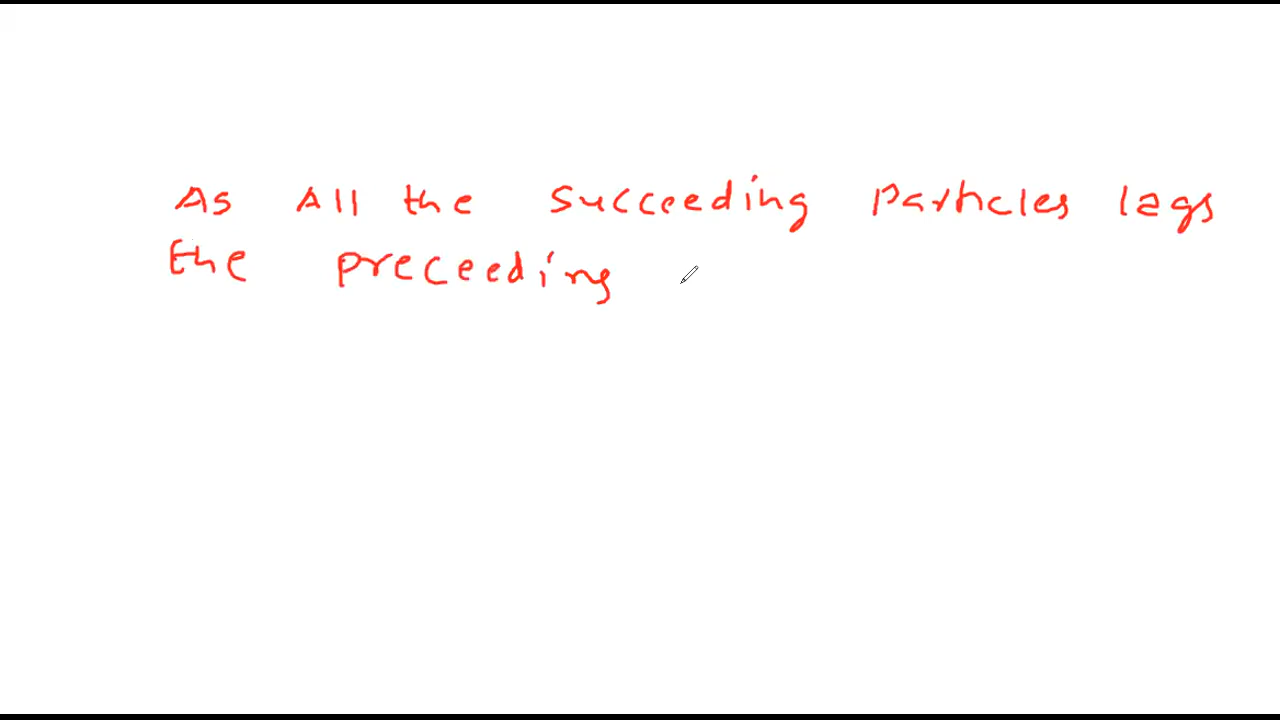 As All the succeeding Particles lags
the preceeding